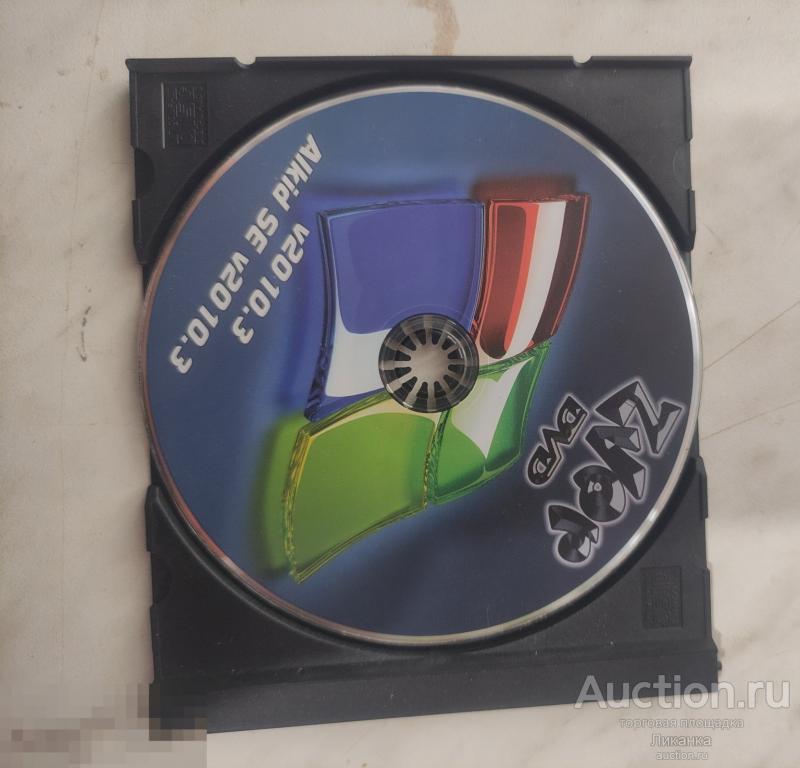 Zver
DVD
v2010.3
Alkid SE v2010.3
Auction.ru
торговая площадка
Ликанка
auction.ru